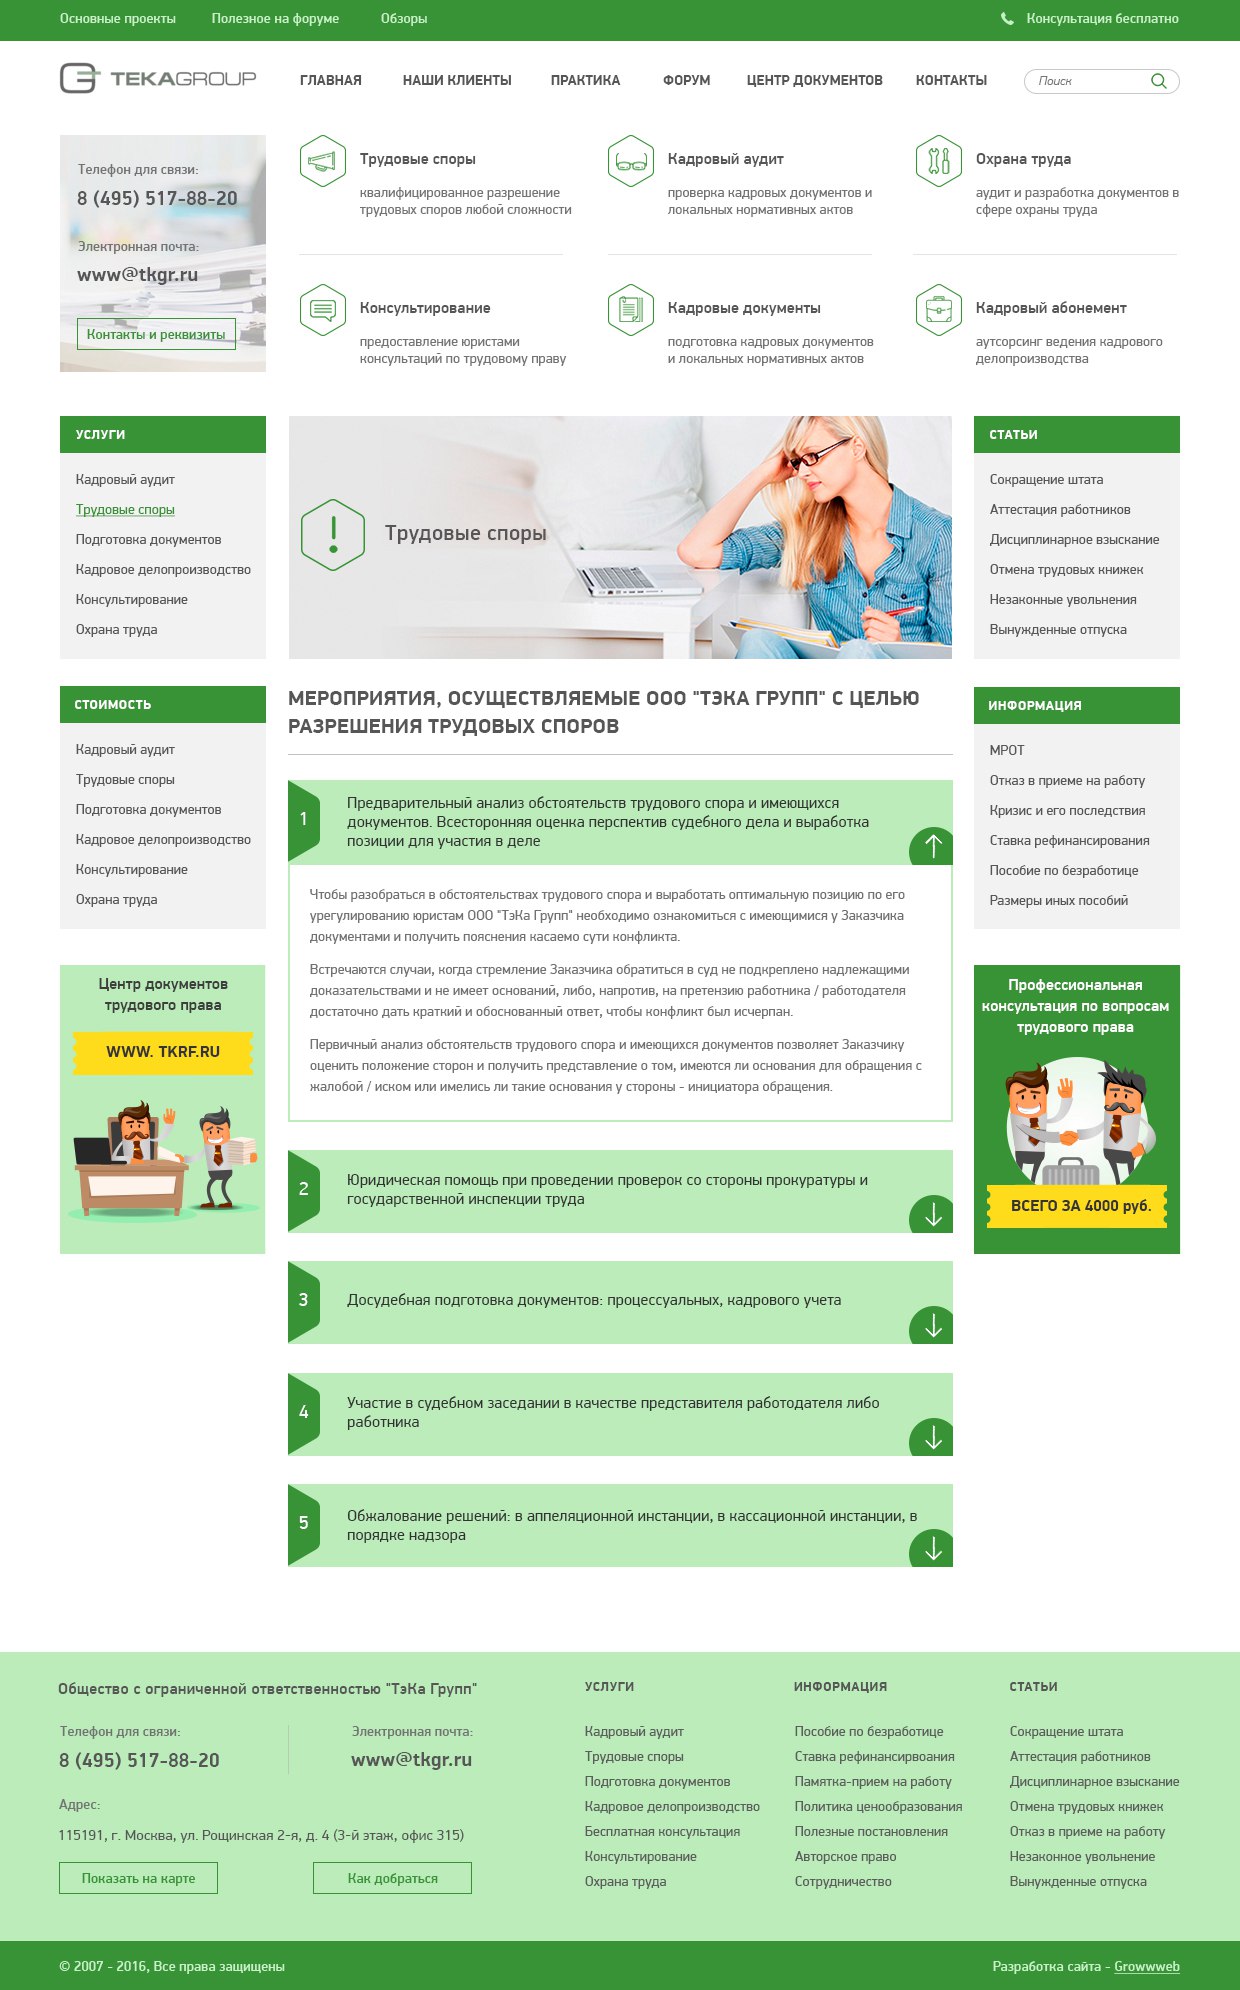 Основные проекты
Полезное на форуме
Обзоры
Консультация бесплатно
TEKAGROUP
ГЛАВНАЯ
НАШИ КЛИЕНТЫ
ПРАКТИКА
ФОРУМ
ЦЕНТР ДОКУМЕНТОВ
КОНТАКТЫ
Поиск
Телефон для связи:
8 (495) 517-88-20
Электронная почта:
www@tkgr.ru
Контакты и реквизиты
Трудовые споры
квалифицированное разрешение
трудовых споров любой сложности
Кадровый аудит
проверка кадровых документов и
локальных нормативных актов
Охрана труда
аудит и разработка документов в
сфере охраны труда
Консультирование
предоставление юристами
консультаций по трудовому праву
Кадровые документы
подготовка кадровых документов
и локальных нормативных актов
Кадровый абонемент
аутсорсинг ведения кадрового
делопроизводства
УСЛУГИ
Кадровый аудит
Трудовые споры
Подготовка документов
Кадровое делопроизводство
Консультирование
Охрана труда
СТОИМОСТЬ
Кадровый аудит
Трудовые споры
Подготовка документов
Кадровое делопроизводство
Консультирование
Охрана труда
Центр документов
трудового права
WWW. TKRF.RU
Трудовые споры
МЕРОПРИЯТИЯ, ОСУЩЕСТВЛЯЕМЫЕ ООО "ТЭКА ГРУПП" С ЦЕЛЬЮ
РАЗРЕШЕНИЯ ТРУДОВЫХ СПОРОВ
1
Предварительный анализ обстоятельств трудового спора и имеющихся
документов. Всесторонняя оценка перспектив судебного дела и выработка
позиции для участия в деле
Чтобы разобраться в обстоятельствах трудового спора и выработать оптимальную позицию по его
урегулированию юристам ООО "ТэКа Групп" необходимо ознакомиться с имеющимися у Заказчика
документами и получить пояснения касаемо сути конфликта.
Встречаются случаи, когда стремление Заказчика обратиться в суд не подкреплено надлежащими
доказательствами и не имеет оснований, либо, напротив, на претензию работника / работодателя
достаточно дать краткий и обоснованный ответ, чтобы конфликт был исчерпан.
Первичный анализ обстоятельств трудового спора и имеющихся документов позволяет Заказчику
оценить положение сторон и получить представление о том, имеются ли основания для обращения с
жалобой / иском или имелись ли такие основания у стороны - инициатора обращения.
2
Юридическая помощь при проведении проверок со стороны прокуратуры и
государственной инспекции труда
3
Досудебная подготовка документов: процессуальных, кадрового учета
4
Участие в судебном заседании в качестве представителя работодателя либо
работника
5
Обжалование решений: в аппеляционной инстанции, в кассационной инстанции, в
порядке надзора
СТАТЬИ
Сокращение штата
Аттестация работников
Дисциплинарное взыскание
Отмена трудовых книжек
Незаконные увольнения
Вынужденные отпуска
ИНФОРМАЦИЯ
МРОТ
Отказ в приеме на работу
Кризис и его последствия
Ставка рефинансирования
Пособие по безработице
Размеры иных пособий
Профессиональная
консультация по вопросам
трудового права
ВСЕГО ЗА 4000 руб.
Общество с ограниченной ответственностью "ТэКа Групп"
Телефон для связи:
8 (495) 517-88-20
Электронная почта:
www@tkgr.ru
Адрес:
115191, г. Москва, ул. Рощинская 2-я, д. 4 (3-й этаж, офис 315)
Показать на карте
Как добраться
УСЛУГИ
Кадровый аудит
Трудовые споры
Подготовка документов
Кадровое делопроизводство
Бесплатная консультация
Консультирование
Охрана труда
ИНФОРМАЦИЯ
Пособие по безработице
Ставка рефинансирвоания
Памятка-прием на работу
Политика ценообразования
Полезные постановления
Авторское право
Сотрудничество
СТАТЬИ
Сокращение штата
Аттестация работников
Дисциплинарное взыскание
Отмена трудовых книжек
Отказ в приеме на работу
Незаконное увольнение
Вынужденные отпуска
© 2007 - 2016, Все права защищены
Разработка сайта - Growwweb